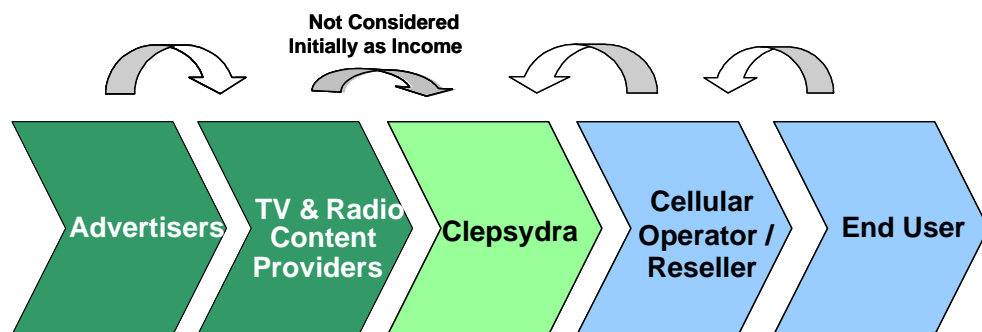 Not Considered
Initially as Income
Advertisers
TV & Radio
Content
Providers
Clepsydra
Cellular
Operator /
Reseller
End User